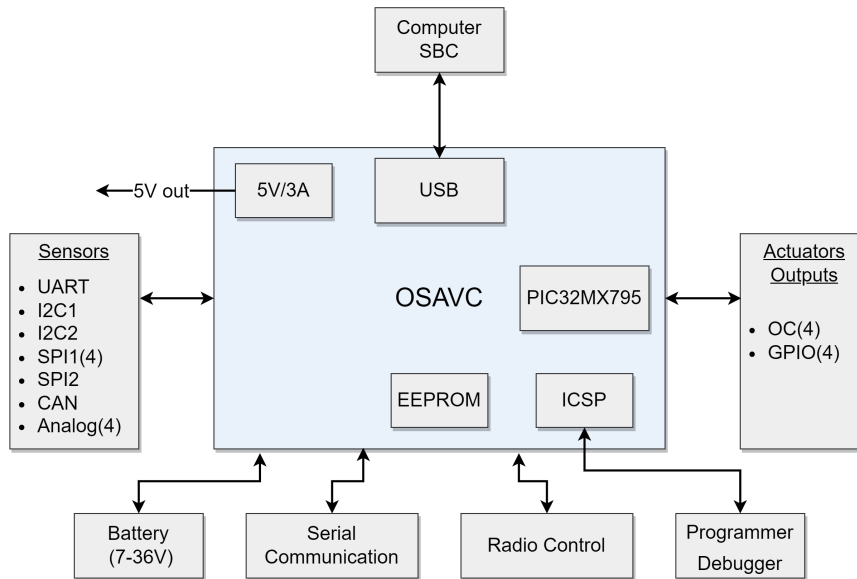 Computer
SBC
5V out
5V/3A
USB
Sensors
• UART
• I2C1
• I2C2
• SPI1(4)
• SPI2
• CAN
• Analog(4)
OSAVC
PIC32MX795
Actuators
Outputs
• OC(4)
• GPIO(4)
EEPROM
ICSP
Battery
(7-36V)
Serial
Communication
Radio Control
Programmer
Debugger